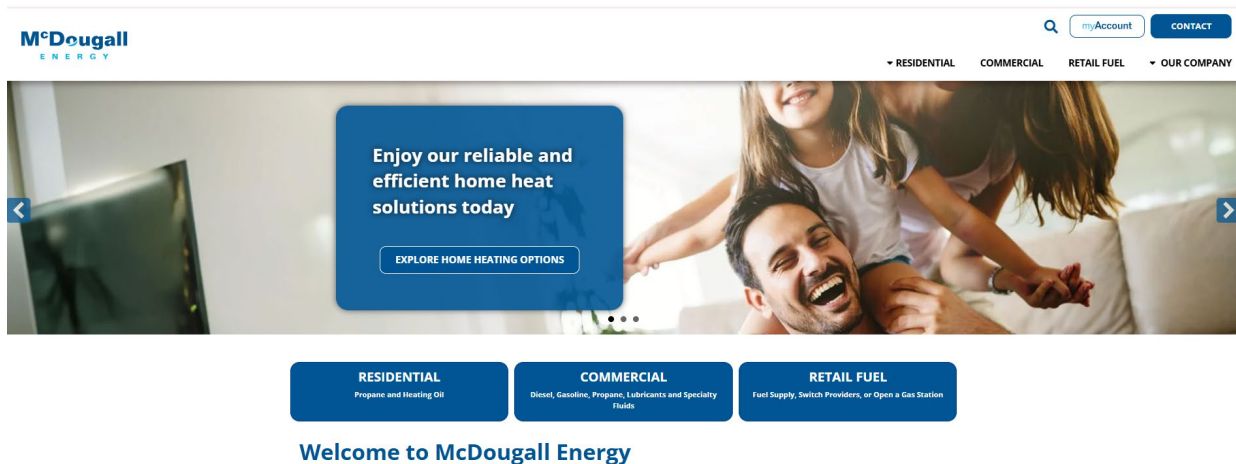 McDougall
ENERGY
myAccount
CONTACT
RESIDENTIAL
COMMERCIAL
RETAIL FUEL
OUR COMPANY
Enjoy our reliable and
efficient home heat
solutions today
EXPLORE HOME HEATING OPTIONS
RESIDENTIAL
Propane and Heating Oil
COMMERCIAL
Diesel, Gasoline, Propane, Lubricants and Specialty
Fluids
RETAIL FUEL
Fuel Supply, Switch Providers, or Open a Gas Station
Welcome to McDougall Energy